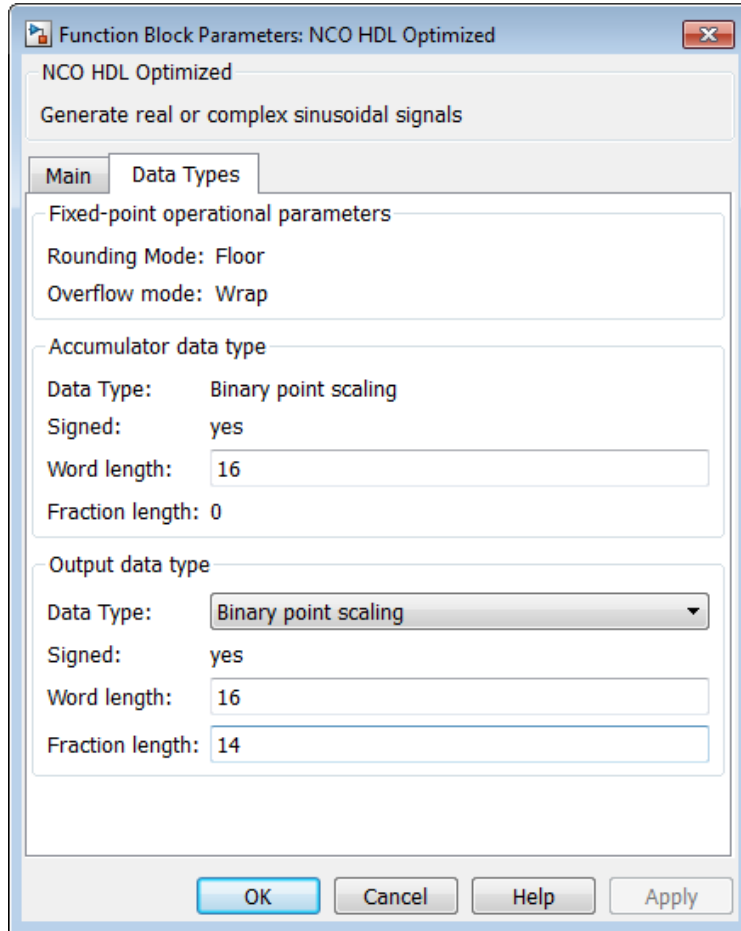 Function Block Parameters: NCO HDL Optimized
NCO HDL Optimized
Generate real or complex sinusoidal signals
Main Data Types
Fixed-point operational parameters
Rounding Mode: Floor
Overflow mode: Wrap
Accumulator data type
Data Type: Binary point scaling
Signed: yes
Word length: 16
Fraction length: 0
Output data type
Data Type: Binary point scaling
Signed: yes
Word length: 16
Fraction length: 14
OK Cancel Help Apply